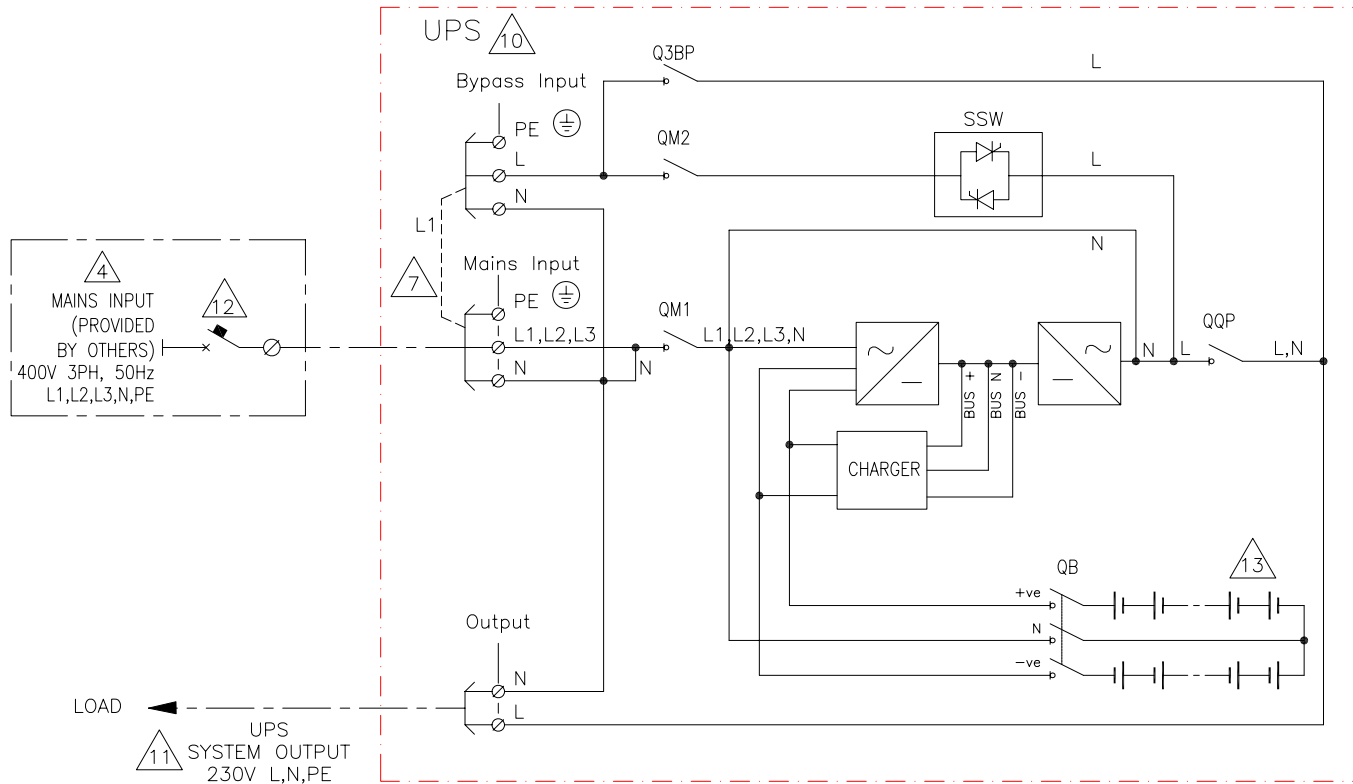 UPS 10
Q3BP
L
Bypass Input
PE
SSW
QM2
L
L
N
L1
N
4
MAINS INPUT
(PROVIDED
BY OTHERS)
400V 3PH, 50Hz
L1,L2,L3,N,PE
12
7
Mains Input
PE
QM1
L1,L2,L3
L1,L2,L3,N
N
N
N
L
QQP
L,N
BUS +
BUS N
BUS -
CHARGER
QB
13
+ve
N
-ve
Output
N
L
LOAD
11
UPS
SYSTEM OUTPUT
230V L,N,PE